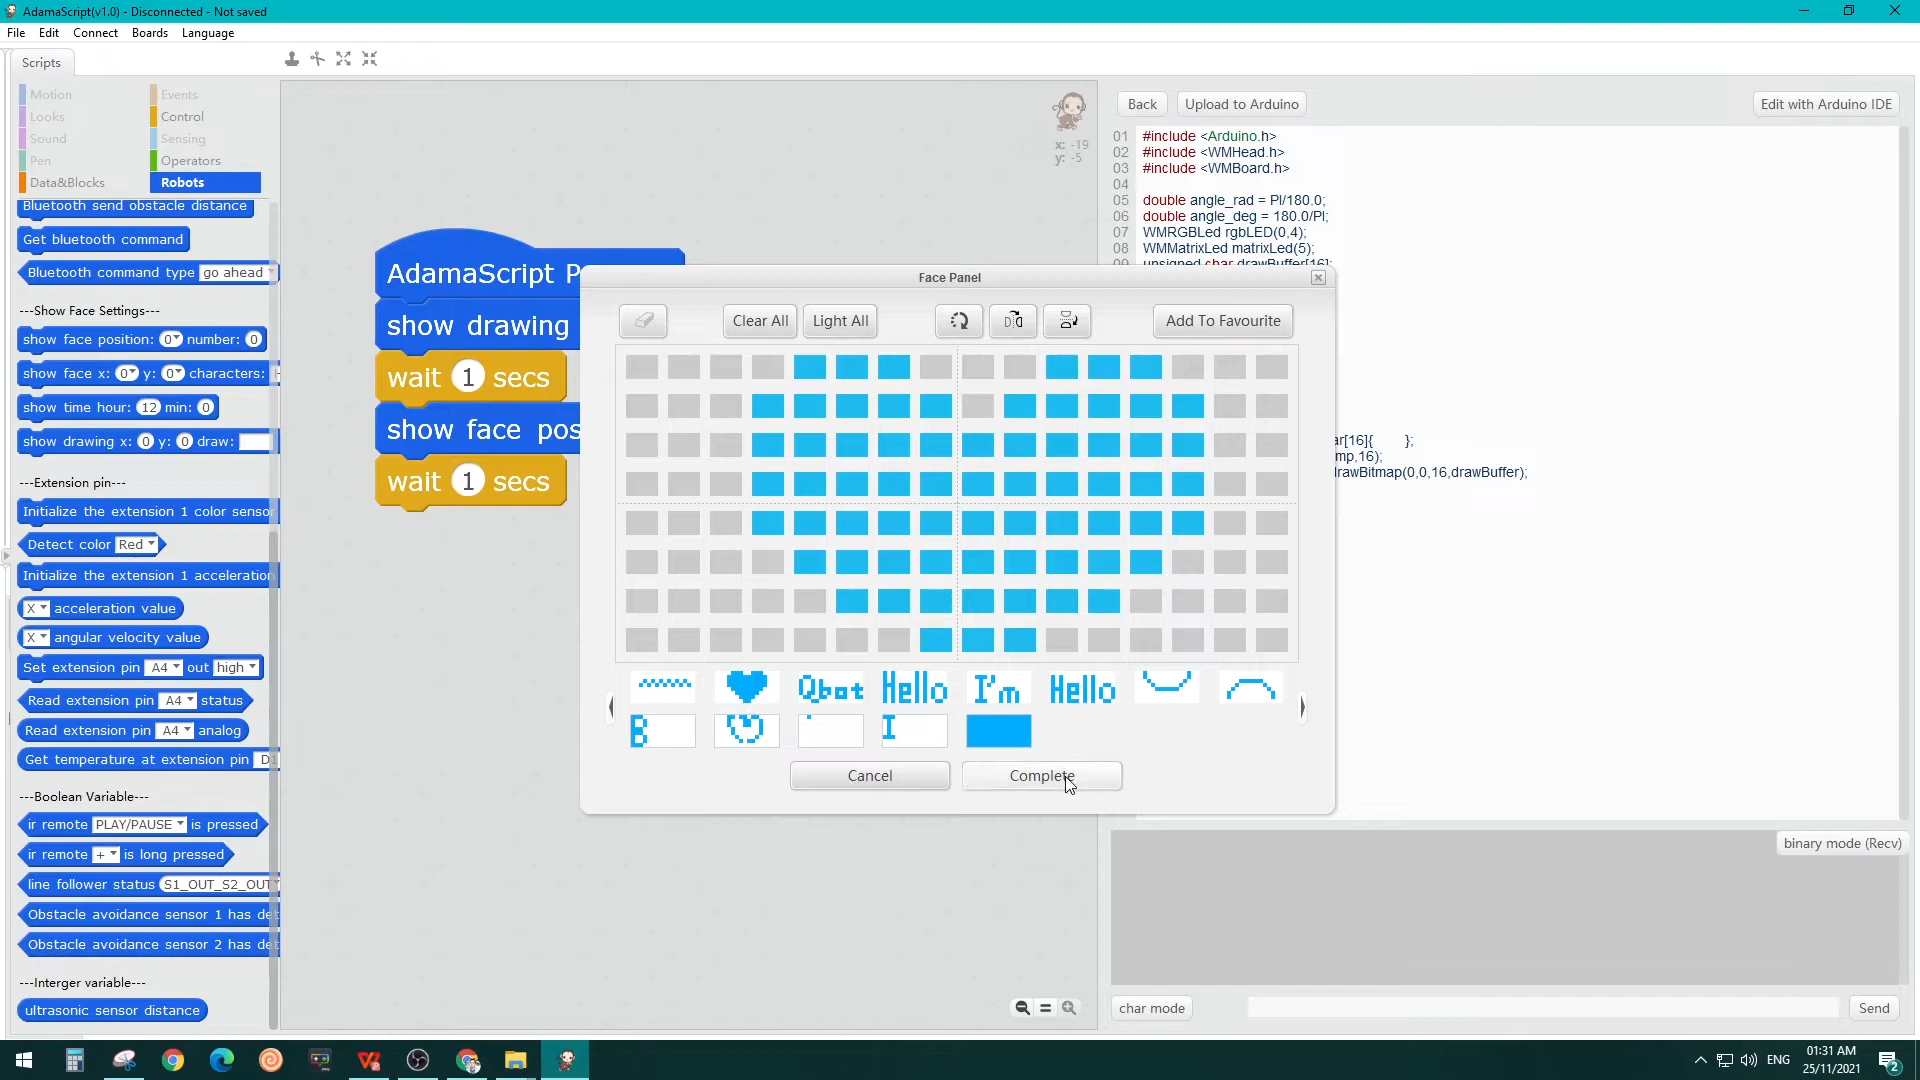 AdamaScript(v1.0) - Disconnected - Not saved
File Edit Connect Boards Language
Scripts
Motion Events
Looks Control
Sound Sensing
Pen Operators
Data&Blocks Robots
Bluetooth send obstacle distance
Get bluetooth command
Bluetooth command type go ahead
---Show Face Settings---
show face position: 0 number: 0
show face x: 0 y: 0 characters:
show time hour: 12 min: 0
show drawing x: 0 y: 0 draw:
---Extension pin---
Initialize the extension 1 color sensor
Detect color Red
Initialize the extension 1 acceleration
X acceleration value
X angular velocity value
Set extension pin A4 out high
Read extension pin A4 status
Read extension pin A4 analog
Get temperature at extension pin
---Boolean Variable---
ir remote PLAY/PAUSE is pressed
ir remote + is long pressed
line follower status S1_OUT_S2_OUT
Obstacle avoidance sensor 1 has det
Obstacle avoidance sensor 2 has det
---Interger variable---
ultrasonic sensor distance
x: -19
y: -5
AdamaScript P
show drawing
wait 1 secs
show face pos
wait 1 secs
Face Panel
Clear All Light All Add To Favourite
Qbot Hello I'm Hello
B I
Cancel Complete
Back Upload to Arduino Edit with Arduino IDE
01 #include <Arduino.h>
02 #include <WMHead.h>
03 #include <WMBoard.h>
04
05 double angle_rad = PI/180.0;
06 double angle_deg = 180.0/PI;
07 WMRGBLed rgbLED(0,4);
08 WMMatrixLed matrixLed(5);
09 unsigned char drawBuffer[16];
ar[16]{ };
mp,16);
drawBitmap(0,0,16,drawBuffer);
binary mode (Recv)
char mode Send
ENG 01:31 AM
25/11/2021
2